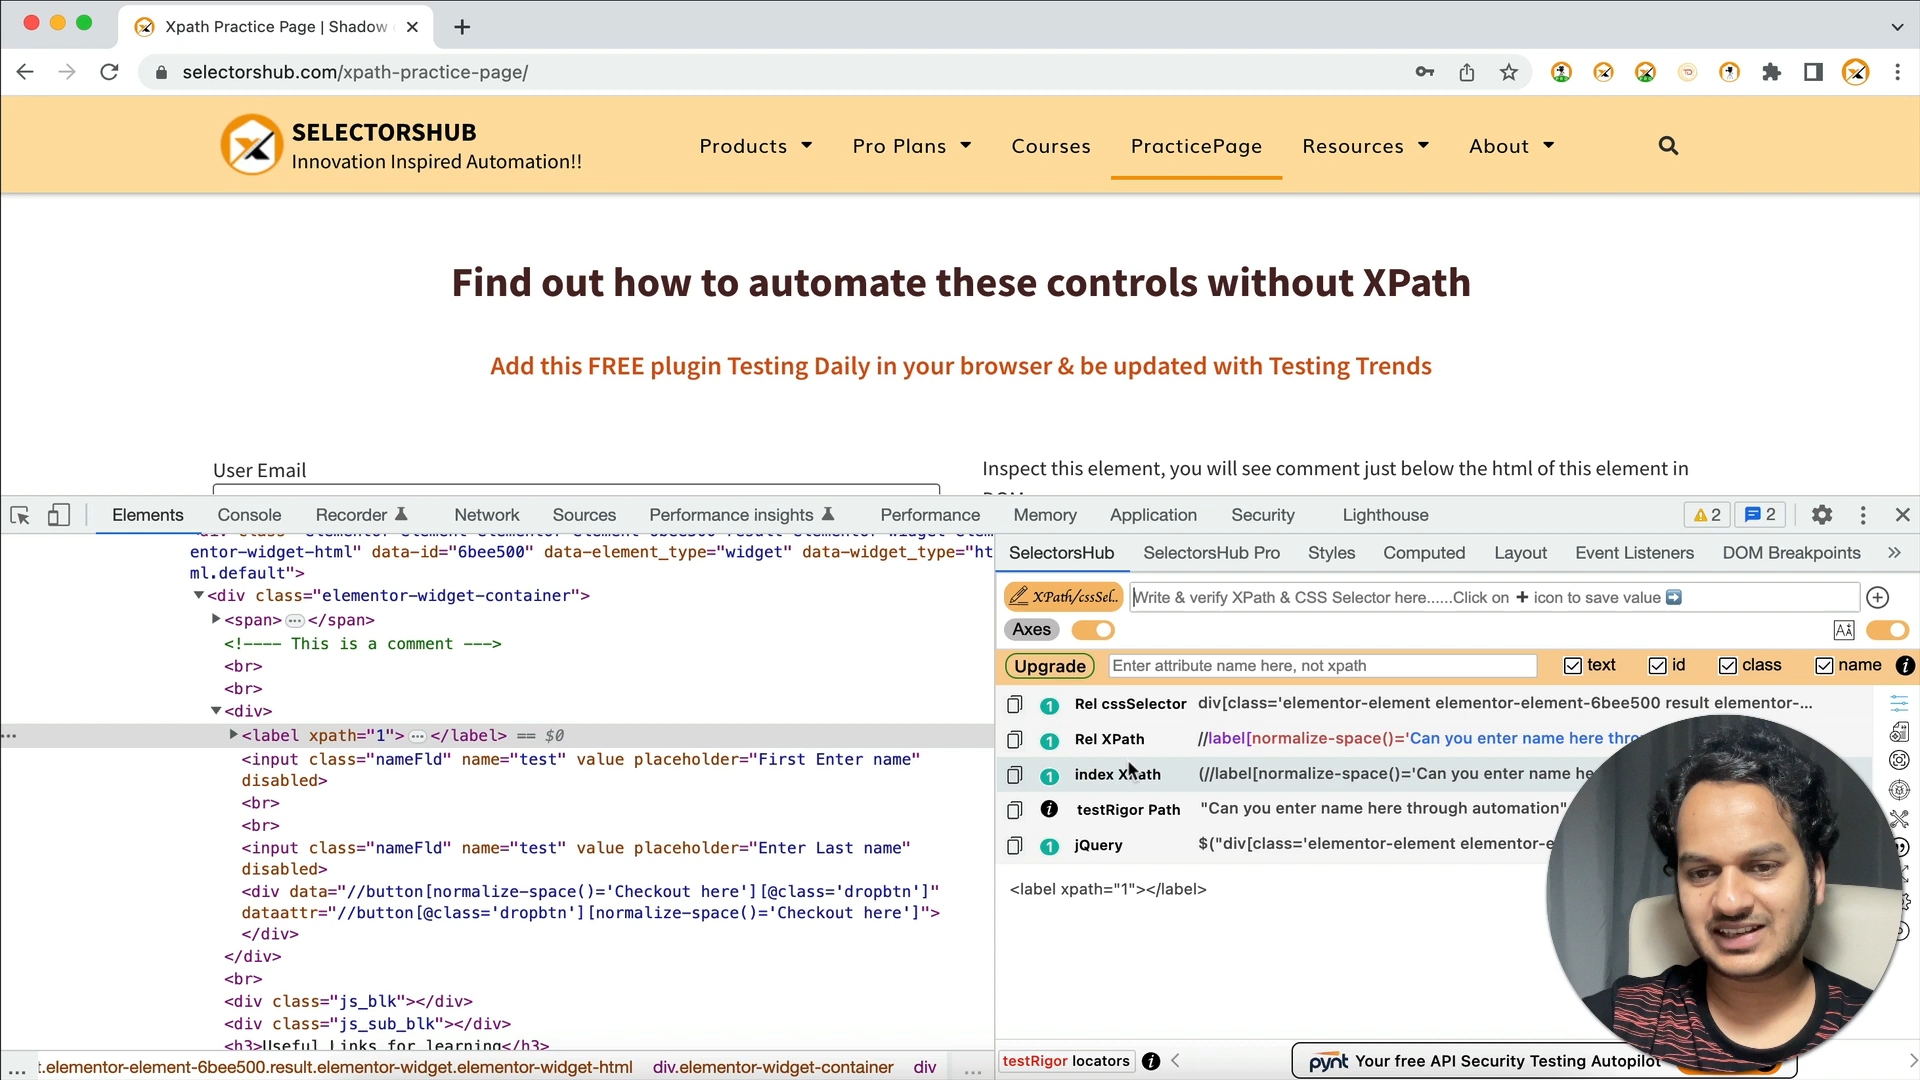 Xpath Practice Page | Shadow
selectorshub.com/xpath-practice-page/
SELECTORSHUB
Innovation Inspired Automation!!
Products
Pro Plans
Courses
PracticePage
Resources
About
Find out how to automate these controls without XPath
Add this FREE plugin Testing Daily in your browser & be updated with Testing Trends
User Email
Inspect this element, you will see comment just below the html of this element in
Elements
Console
Recorder
Network
Sources
Performance insights
Performance
Memory
Application
Security
Lighthouse
2
2
entor-widget-html" data-id="6bee500" data-element_type="widget" data-widget_type="ht
ml.default">
<div class="elementor-widget-container">
<span> … </span>
<!---- This is a comment --->
<br>
<br>
<div>
... <label xpath="1"> … </label> == $0
<input class="nameFld" name="test" value placeholder="First Enter name"
disabled>
<br>
<br>
<input class="nameFld" name="test" value placeholder="Enter Last name"
disabled>
<div data="//button[normalize-space()='Checkout here'][@class='dropbtn']"
dataattr="//button[@class='dropbtn'][normalize-space()='Checkout here']">
</div>
</div>
<br>
<div class="js_blk"></div>
<div class="js_sub_blk"></div>
<h3>Useful Links for learning</h3>
... t.elementor-element-6bee500.result.elementor-widget.elementor-widget-html div.elementor-widget-container div ...
SelectorsHub
SelectorsHub Pro
Styles
Computed
Layout
Event Listeners
DOM Breakpoints
XPath/cssSel..
Write & verify XPath & CSS Selector here......Click on + icon to save value
Axes
Upgrade
Enter attribute name here, not xpath
text
id
class
name
1 Rel cssSelector div[class='elementor-element elementor-element-6bee500 result elementor-...
1 Rel XPath //label[normalize-space()='Can you enter name here thro
1 index XPath (//label[normalize-space()='Can you enter name he
testRigor Path "Can you enter name here through automation"
1 jQuery $("div[class='elementor-element elementor-e
<label xpath="1"></label>
testRigor locators
pynt Your free API Security Testing Autopilot